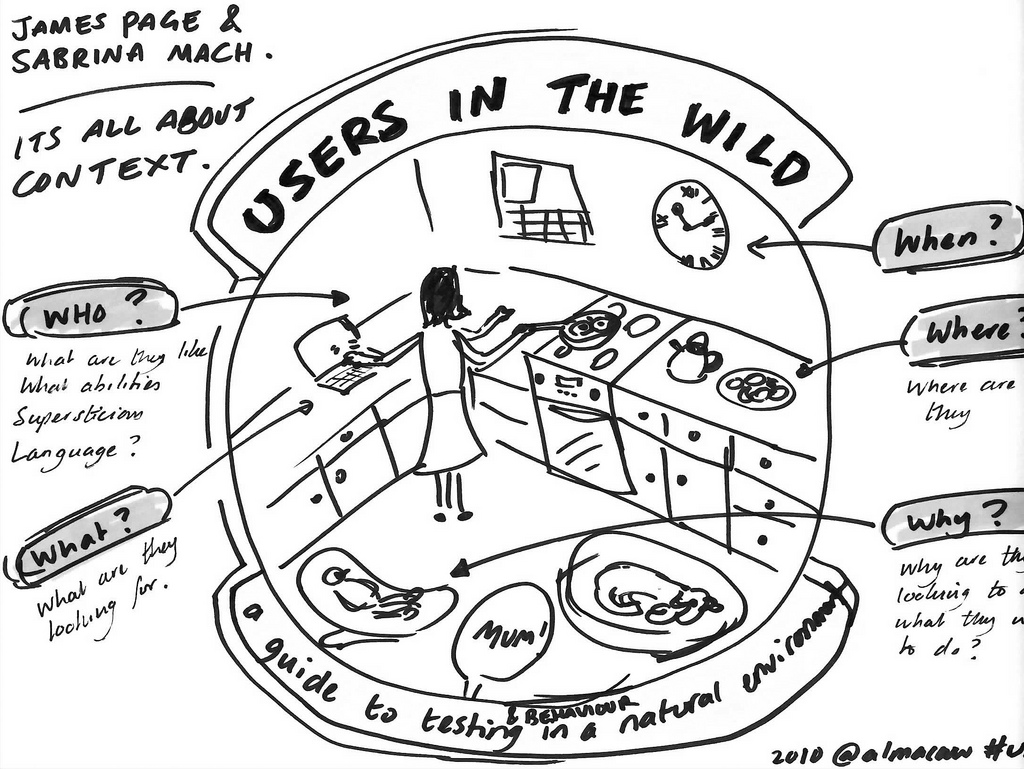 JAMES PAGE &
SABRINA MACH.
ITS ALL ABOUT
CONTEXT.
USERS IN THE WILD
When?
WHO?
What are they like
What abilities
Supersticions
Language?
Where?
Where are
they
What?
What are they
looking for.
Why?
Why are
looking to
what they
to do?
MUM!
a guide to testing & BEHAVIOUR in a natural environment
2010 @almacaw